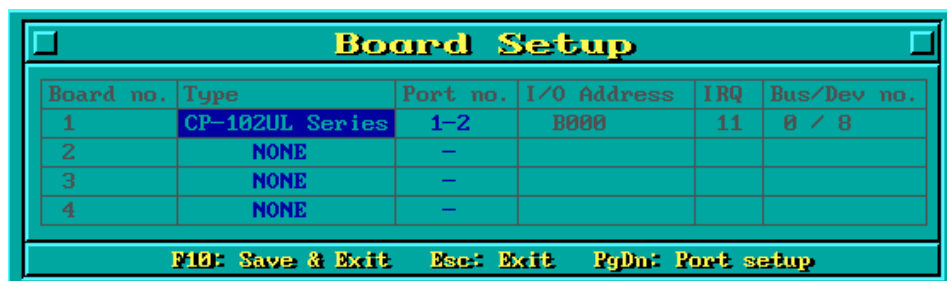 Board Setup
Board no. Type Port no. I/O Address IRQ Bus/Dev no.
1 CP-102UL Series 1-2 B000 11 0 / 8
2 NONE -
3 NONE -
4 NONE -
F10: Save & Exit Esc: Exit PgDn: Port setup